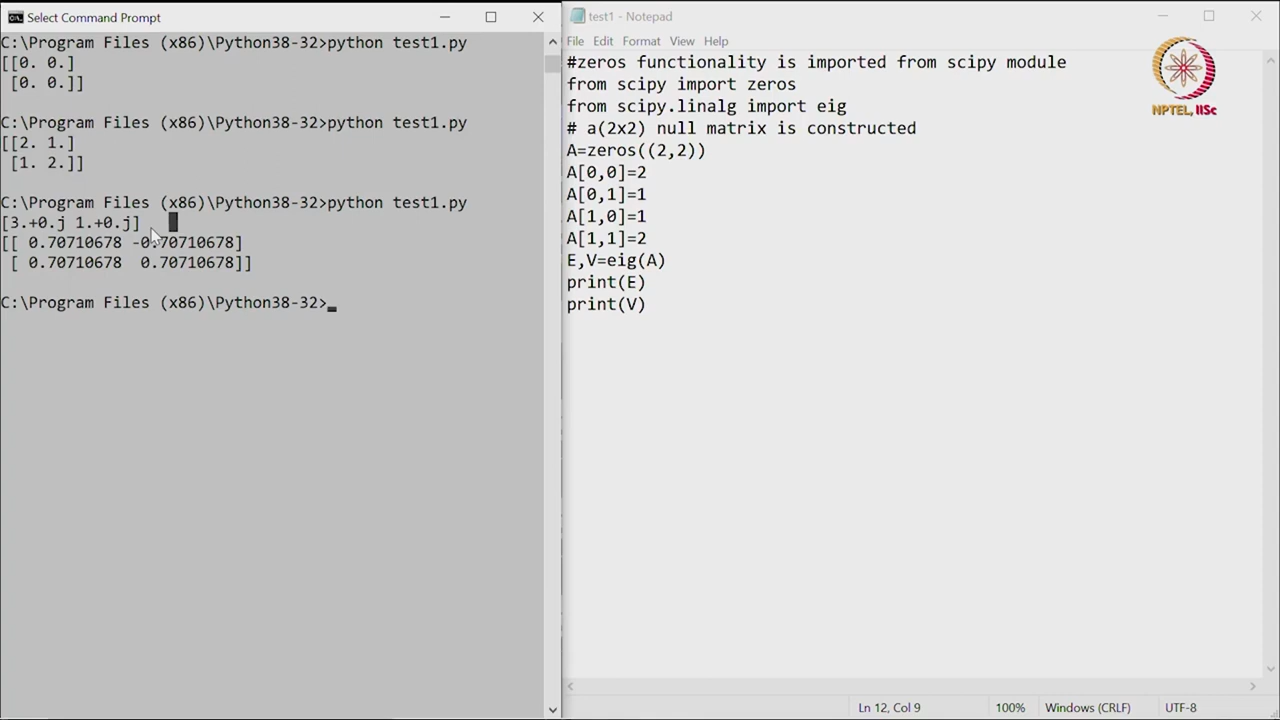 Select Command Prompt
C:\Program Files (x86)\Python38-32>python test1.py
[[0. 0.]
 [0. 0.]]
C:\Program Files (x86)\Python38-32>python test1.py
[[2. 1.]
 [1. 2.]]
C:\Program Files (x86)\Python38-32>python test1.py
[3.+0.j 1.+0.j]
[[ 0.70710678 -0.70710678]
 [ 0.70710678  0.70710678]]
C:\Program Files (x86)\Python38-32>
test1 - Notepad
File Edit Format View Help
#zeros functionality is imported from scipy module
from scipy import zeros
from scipy.linalg import eig
# a(2x2) null matrix is constructed
A=zeros((2,2))
A[0,0]=2
A[0,1]=1
A[1,0]=1
A[1,1]=2
E,V=eig(A)
print(E)
print(V)
NPTEL, IISc
Ln 12, Col 9 100% Windows (CRLF) UTF-8